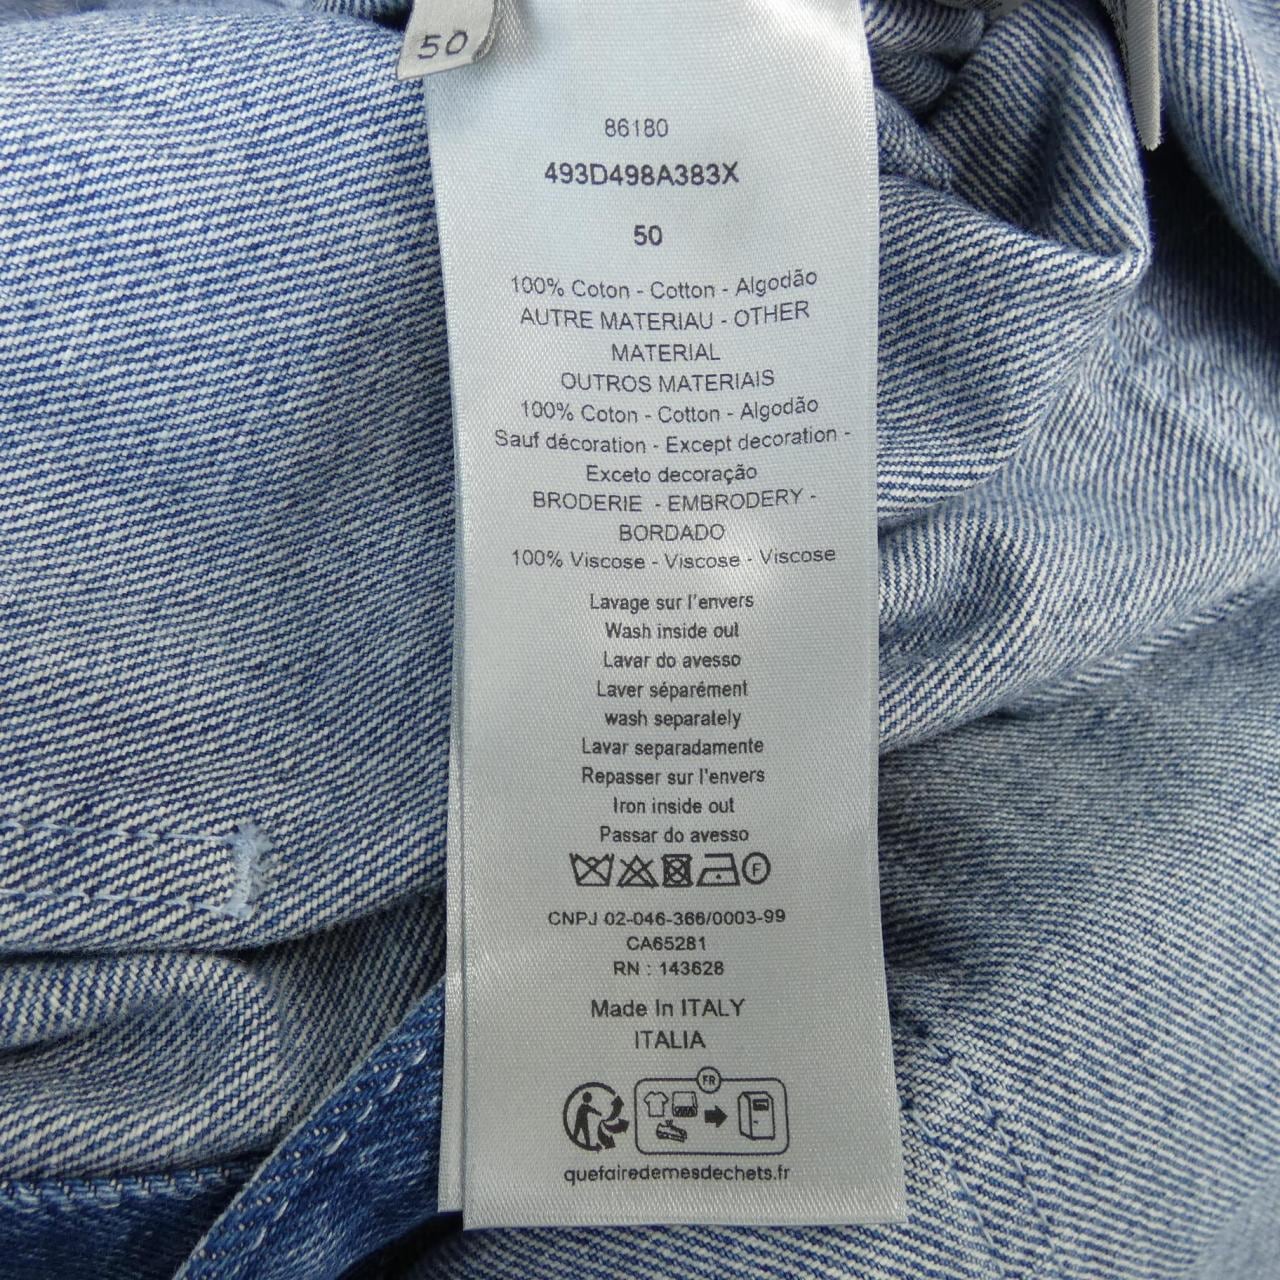 50
86180
493D498A383X
50
100% Coton - Cotton - Algodão
AUTRE MATERIAU - OTHER
MATERIAL
OUTROS MATERIAIS
100% Coton - Cotton - Algodão
Sauf décoration - Except decoration -
Exceto decoração
BRODERIE - EMBRODERY -
BORDADO
100% Viscose - Viscose - Viscose
Lavage sur l'envers
Wash inside out
Lavar do avesso
Laver séparément
wash separately
Lavar separadamente
Repasser sur l'envers
Iron inside out
Passar do avesso
F
CNPJ 02-046-366/0003-99
CA65281
RN : 143628
Made In ITALY
ITALIA
FR
quefairedemesdechets.fr